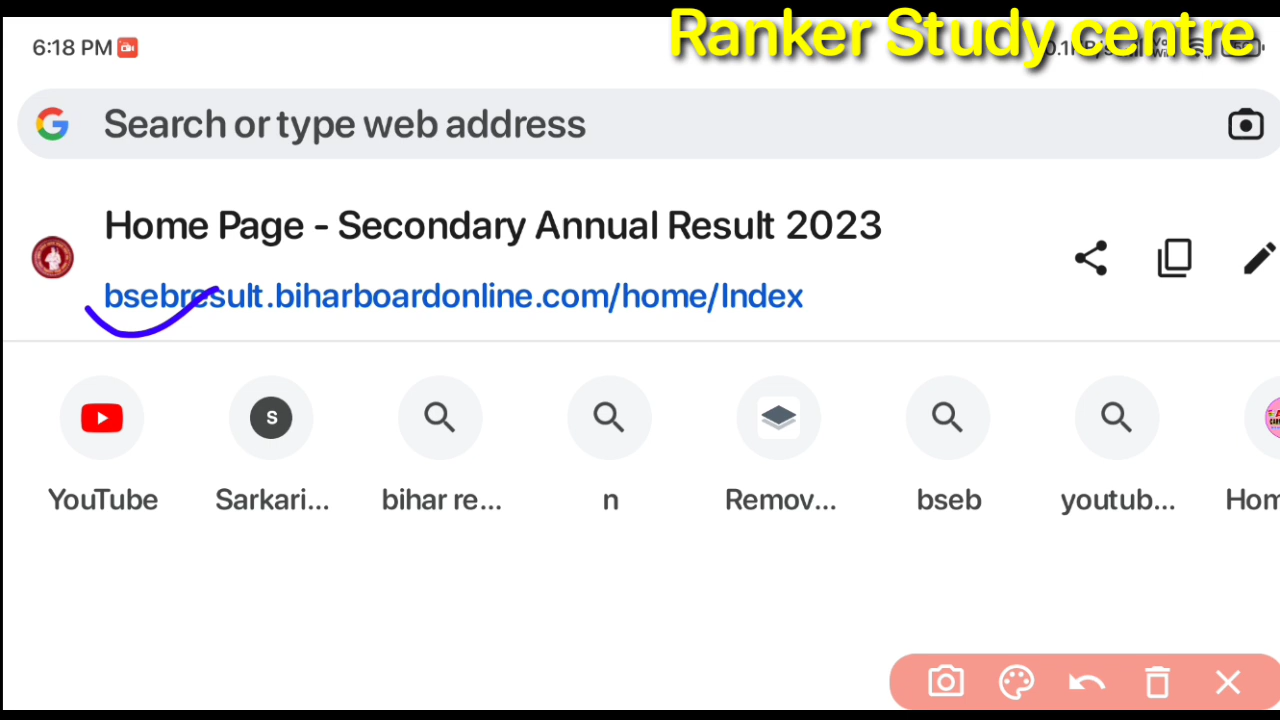 Ranker Study centre
6:18 PM
Search or type web address
Home Page - Secondary Annual Result 2023
bsebresult.biharboardonline.com/home/Index
S
YouTube Sarkari... bihar re... n Remov... bseb youtub... Hom